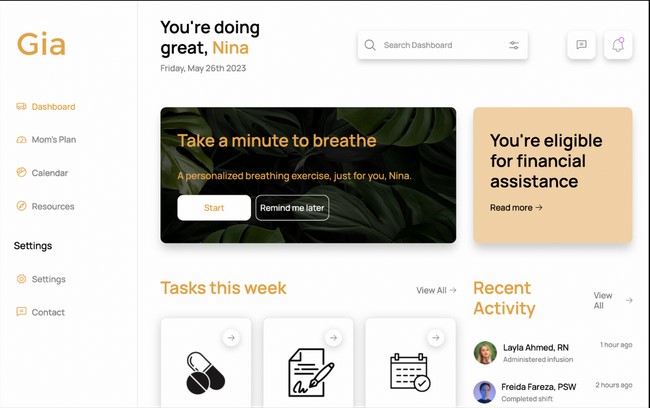 Gia
Dashboard
Mom's Plan
Calendar
Resources
Settings
Settings
Contact
You're doing
great, Nina
Friday, May 26th 2023
Search Dashboard
Take a minute to breathe
A personalized breathing exercise, just for you, Nina.
Start
Remind me later
You're eligible
for financial
assistance
Read more →
Tasks this week
View All →
Recent
Activity
View
All →
Layla Ahmed, RN
1 hour ago
Administered infusion
Freida Fareza, PSW
2 hours ago
Completed shift